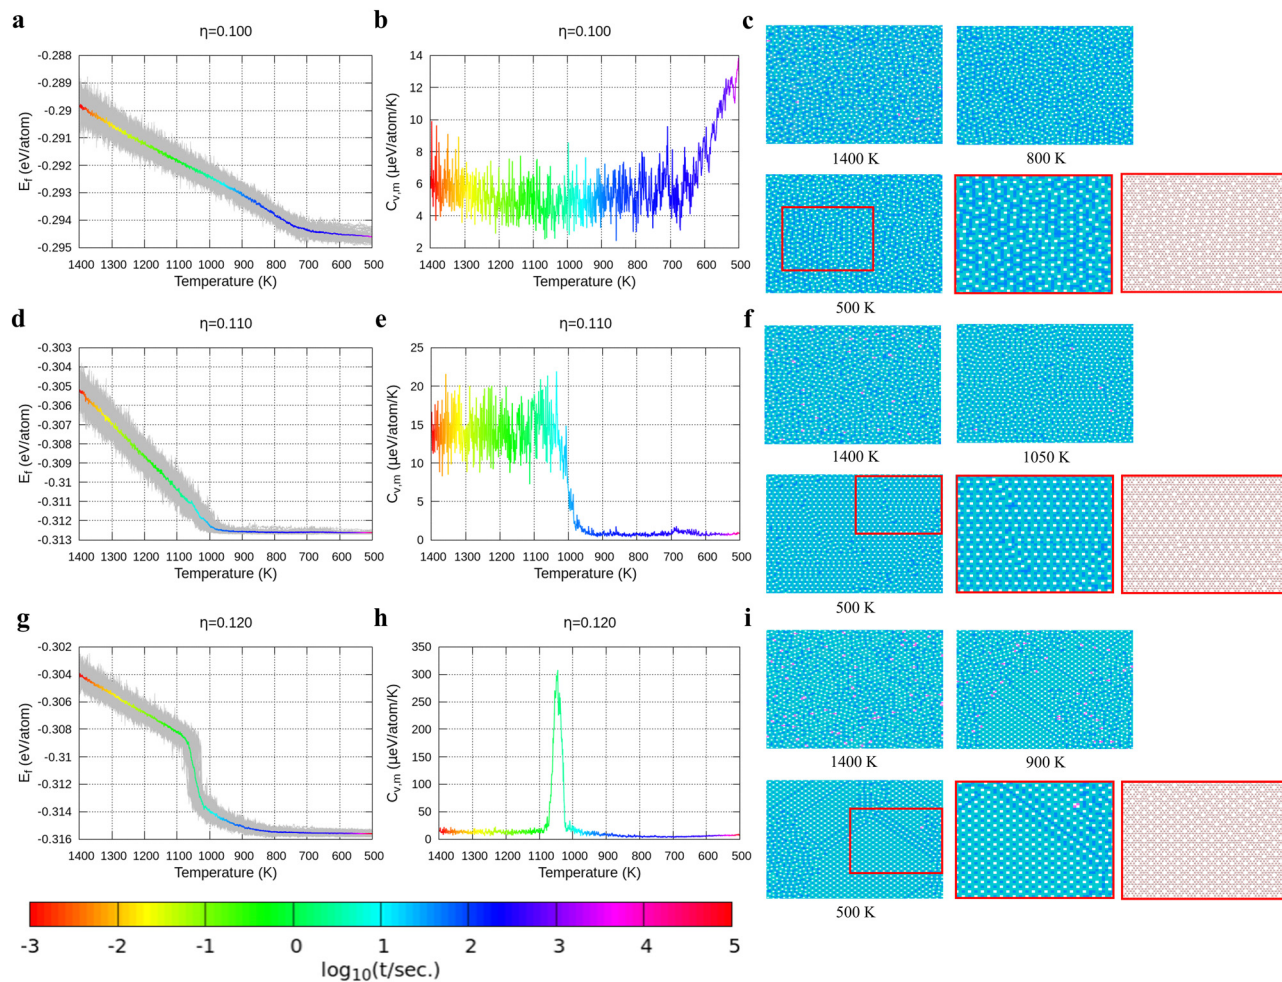 a
η=0.100
-0.288
-0.289
-0.29
-0.291
-0.292
-0.293
-0.294
-0.295
E_f (eV/atom)
1400 1300 1200 1100 1000 900 800 700 600 500
Temperature (K)
b
η=0.100
14
12
10
8
6
4
2
C_v,m (μeV/atom/K)
1400 1300 1200 1100 1000 900 800 700 600 500
Temperature (K)
c
1400 K
800 K
500 K
d
η=0.110
-0.303
-0.304
-0.305
-0.306
-0.307
-0.308
-0.309
-0.31
-0.311
-0.312
-0.313
E_f (eV/atom)
1400 1300 1200 1100 1000 900 800 700 600 500
Temperature (K)
e
η=0.110
25
20
15
10
5
0
C_v,m (μeV/atom/K)
1400 1300 1200 1100 1000 900 800 700 600 500
Temperature (K)
f
1400 K
1050 K
500 K
g
η=0.120
-0.302
-0.304
-0.306
-0.308
-0.31
-0.312
-0.314
-0.316
E_f (eV/atom)
1400 1300 1200 1100 1000 900 800 700 600 500
Temperature (K)
h
η=0.120
350
300
250
200
150
100
50
0
C_v,m (μeV/atom/K)
1400 1300 1200 1100 1000 900 800 700 600 500
Temperature (K)
i
1400 K
900 K
500 K
-3 -2 -1 0 1 2 3 4 5
log₁₀(t/sec.)